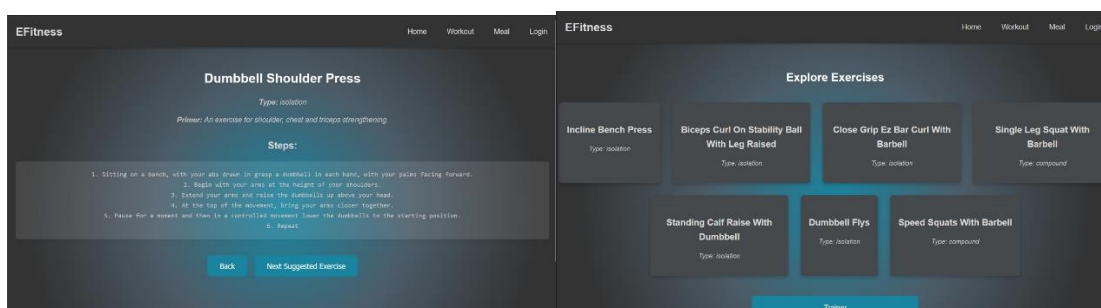 EFitness
Home Workout Meal Login
Dumbbell Shoulder Press
Type: isolation
Primer: An exercise for shoulder, chest and triceps strengthening
Steps:
1. Sitting on a bench, with your abs drawn in grasp a dumbbell in each hand, with your palms facing forward.
2. Begin with your arms at the height of your shoulders.
3. Extend your arms and raise the dumbbells up above your head.
4. At the top of the movement, bring your arms closer together.
5. Pause for a moment and then in a controlled movement lower the dumbbells to the starting position.
6. Repeat
Back Next Suggested Exercise
EFitness
Home Workout Meal Login
Explore Exercises
Incline Bench Press
Type: isolation
Biceps Curl On Stability Ball
With Leg Raised
Type: isolation
Close Grip Ez Bar Curl With
Barbell
Type: isolation
Single Leg Squat With
Barbell
Type: compound
Standing Calf Raise With
Dumbbell
Type: isolation
Dumbbell Flys
Type: isolation
Speed Squats With Barbell
Type: compound
Trainer